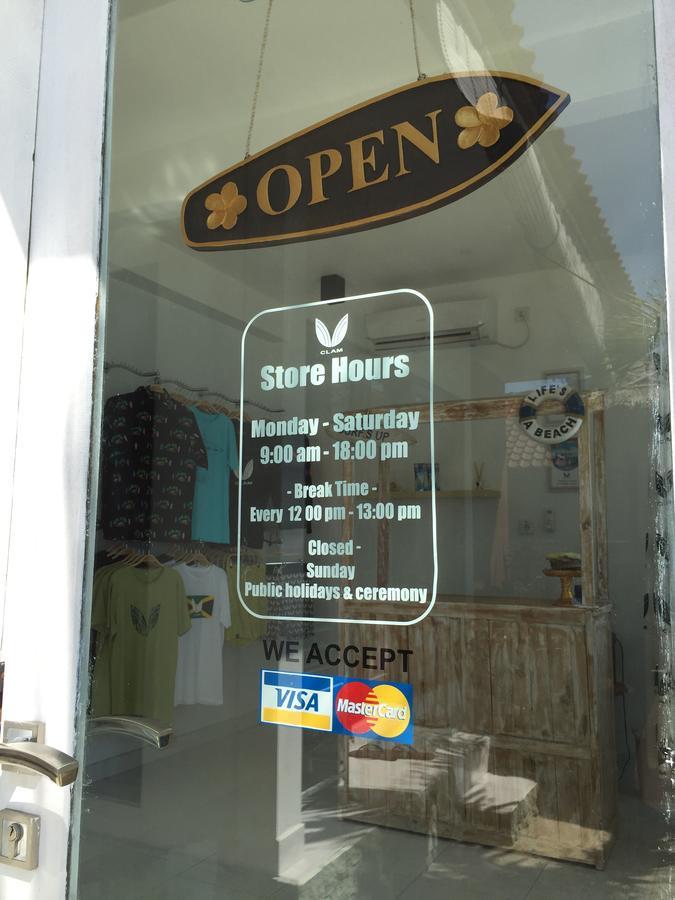 OPEN
CLAM
Store Hours
Monday - Saturday
9:00 am - 18:00 pm
- Break Time -
Every 12 00 pm - 13:00 pm
Closed -
Sunday
Public holidays & ceremony
WE ACCEPT
VISA
MasterCard
LIFE'S
A BEACH